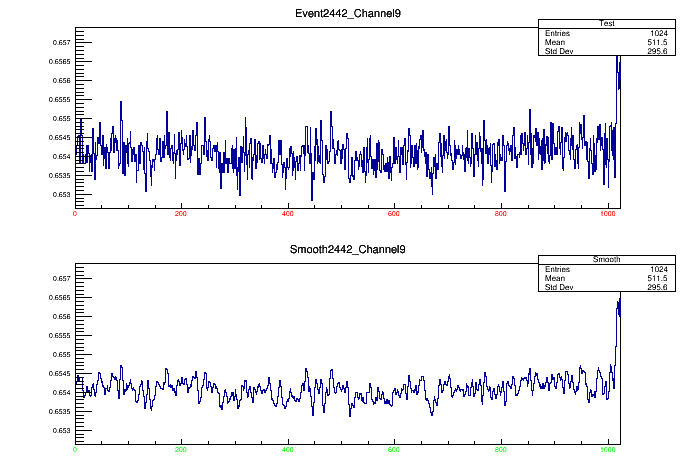 Event2442_Channel9
Test
Entries 1024
Mean 511.5
Std Dev 295.6
0.657
0.6565
0.656
0.6555
0.655
0.6545
0.654
0.6535
0.653
0 200 400 600 800 1000
Smooth2442_Channel9
Smooth
Entries 1024
Mean 511.5
Std Dev 295.6
0.657
0.6565
0.656
0.6555
0.655
0.6545
0.654
0.6535
0.653
0 200 400 600 800 1000